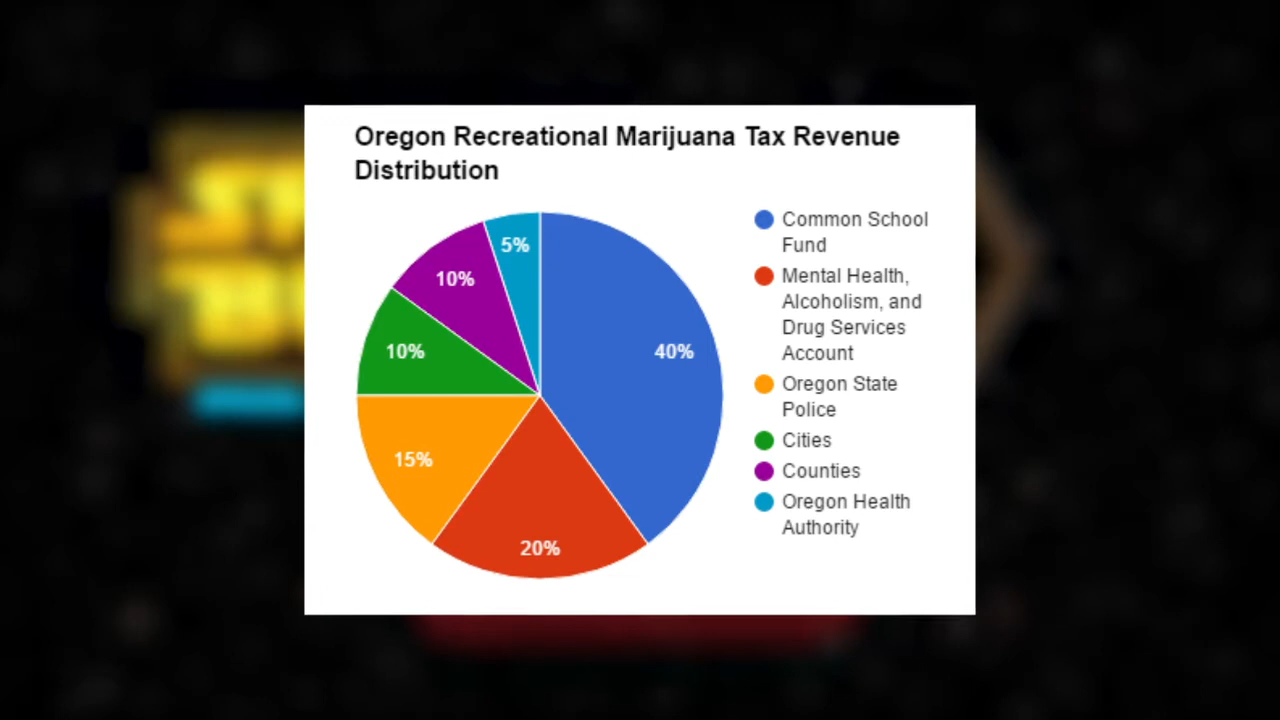 Oregon Recreational Marijuana Tax Revenue
Distribution
5%
10%
10%
15%
20%
40%
Common School
Fund
Mental Health,
Alcoholism, and
Drug Services
Account
Oregon State
Police
Cities
Counties
Oregon Health
Authority